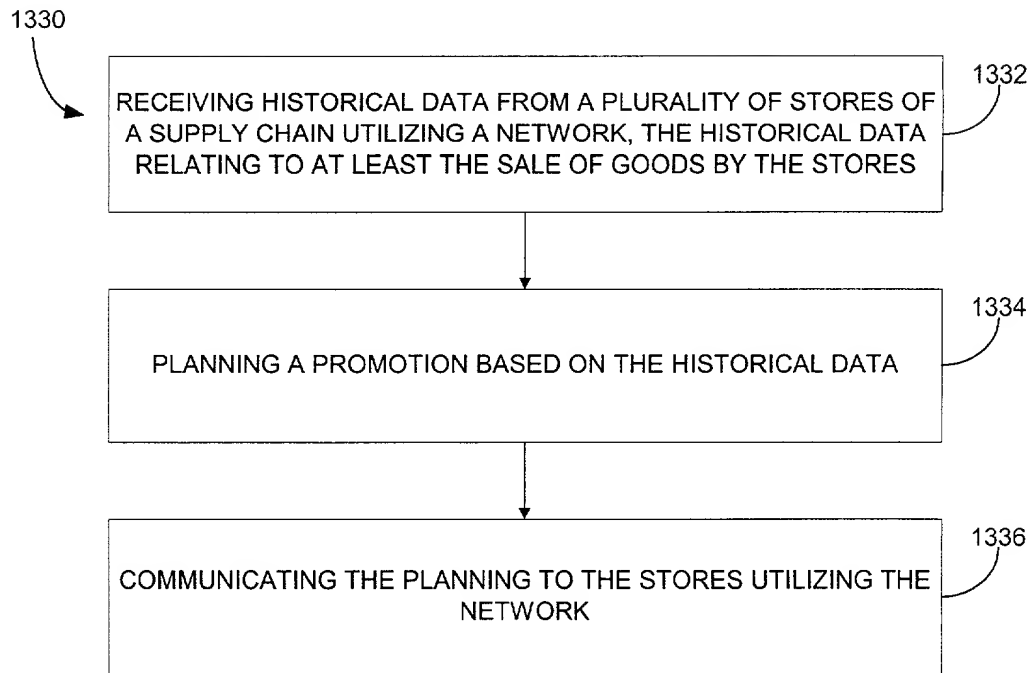 1330
1332
RECEIVING HISTORICAL DATA FROM A PLURALITY OF STORES OF
A SUPPLY CHAIN UTILIZING A NETWORK, THE HISTORICAL DATA
RELATING TO AT LEAST THE SALE OF GOODS BY THE STORES
1334
PLANNING A PROMOTION BASED ON THE HISTORICAL DATA
1336
COMMUNICATING THE PLANNING TO THE STORES UTILIZING THE
NETWORK